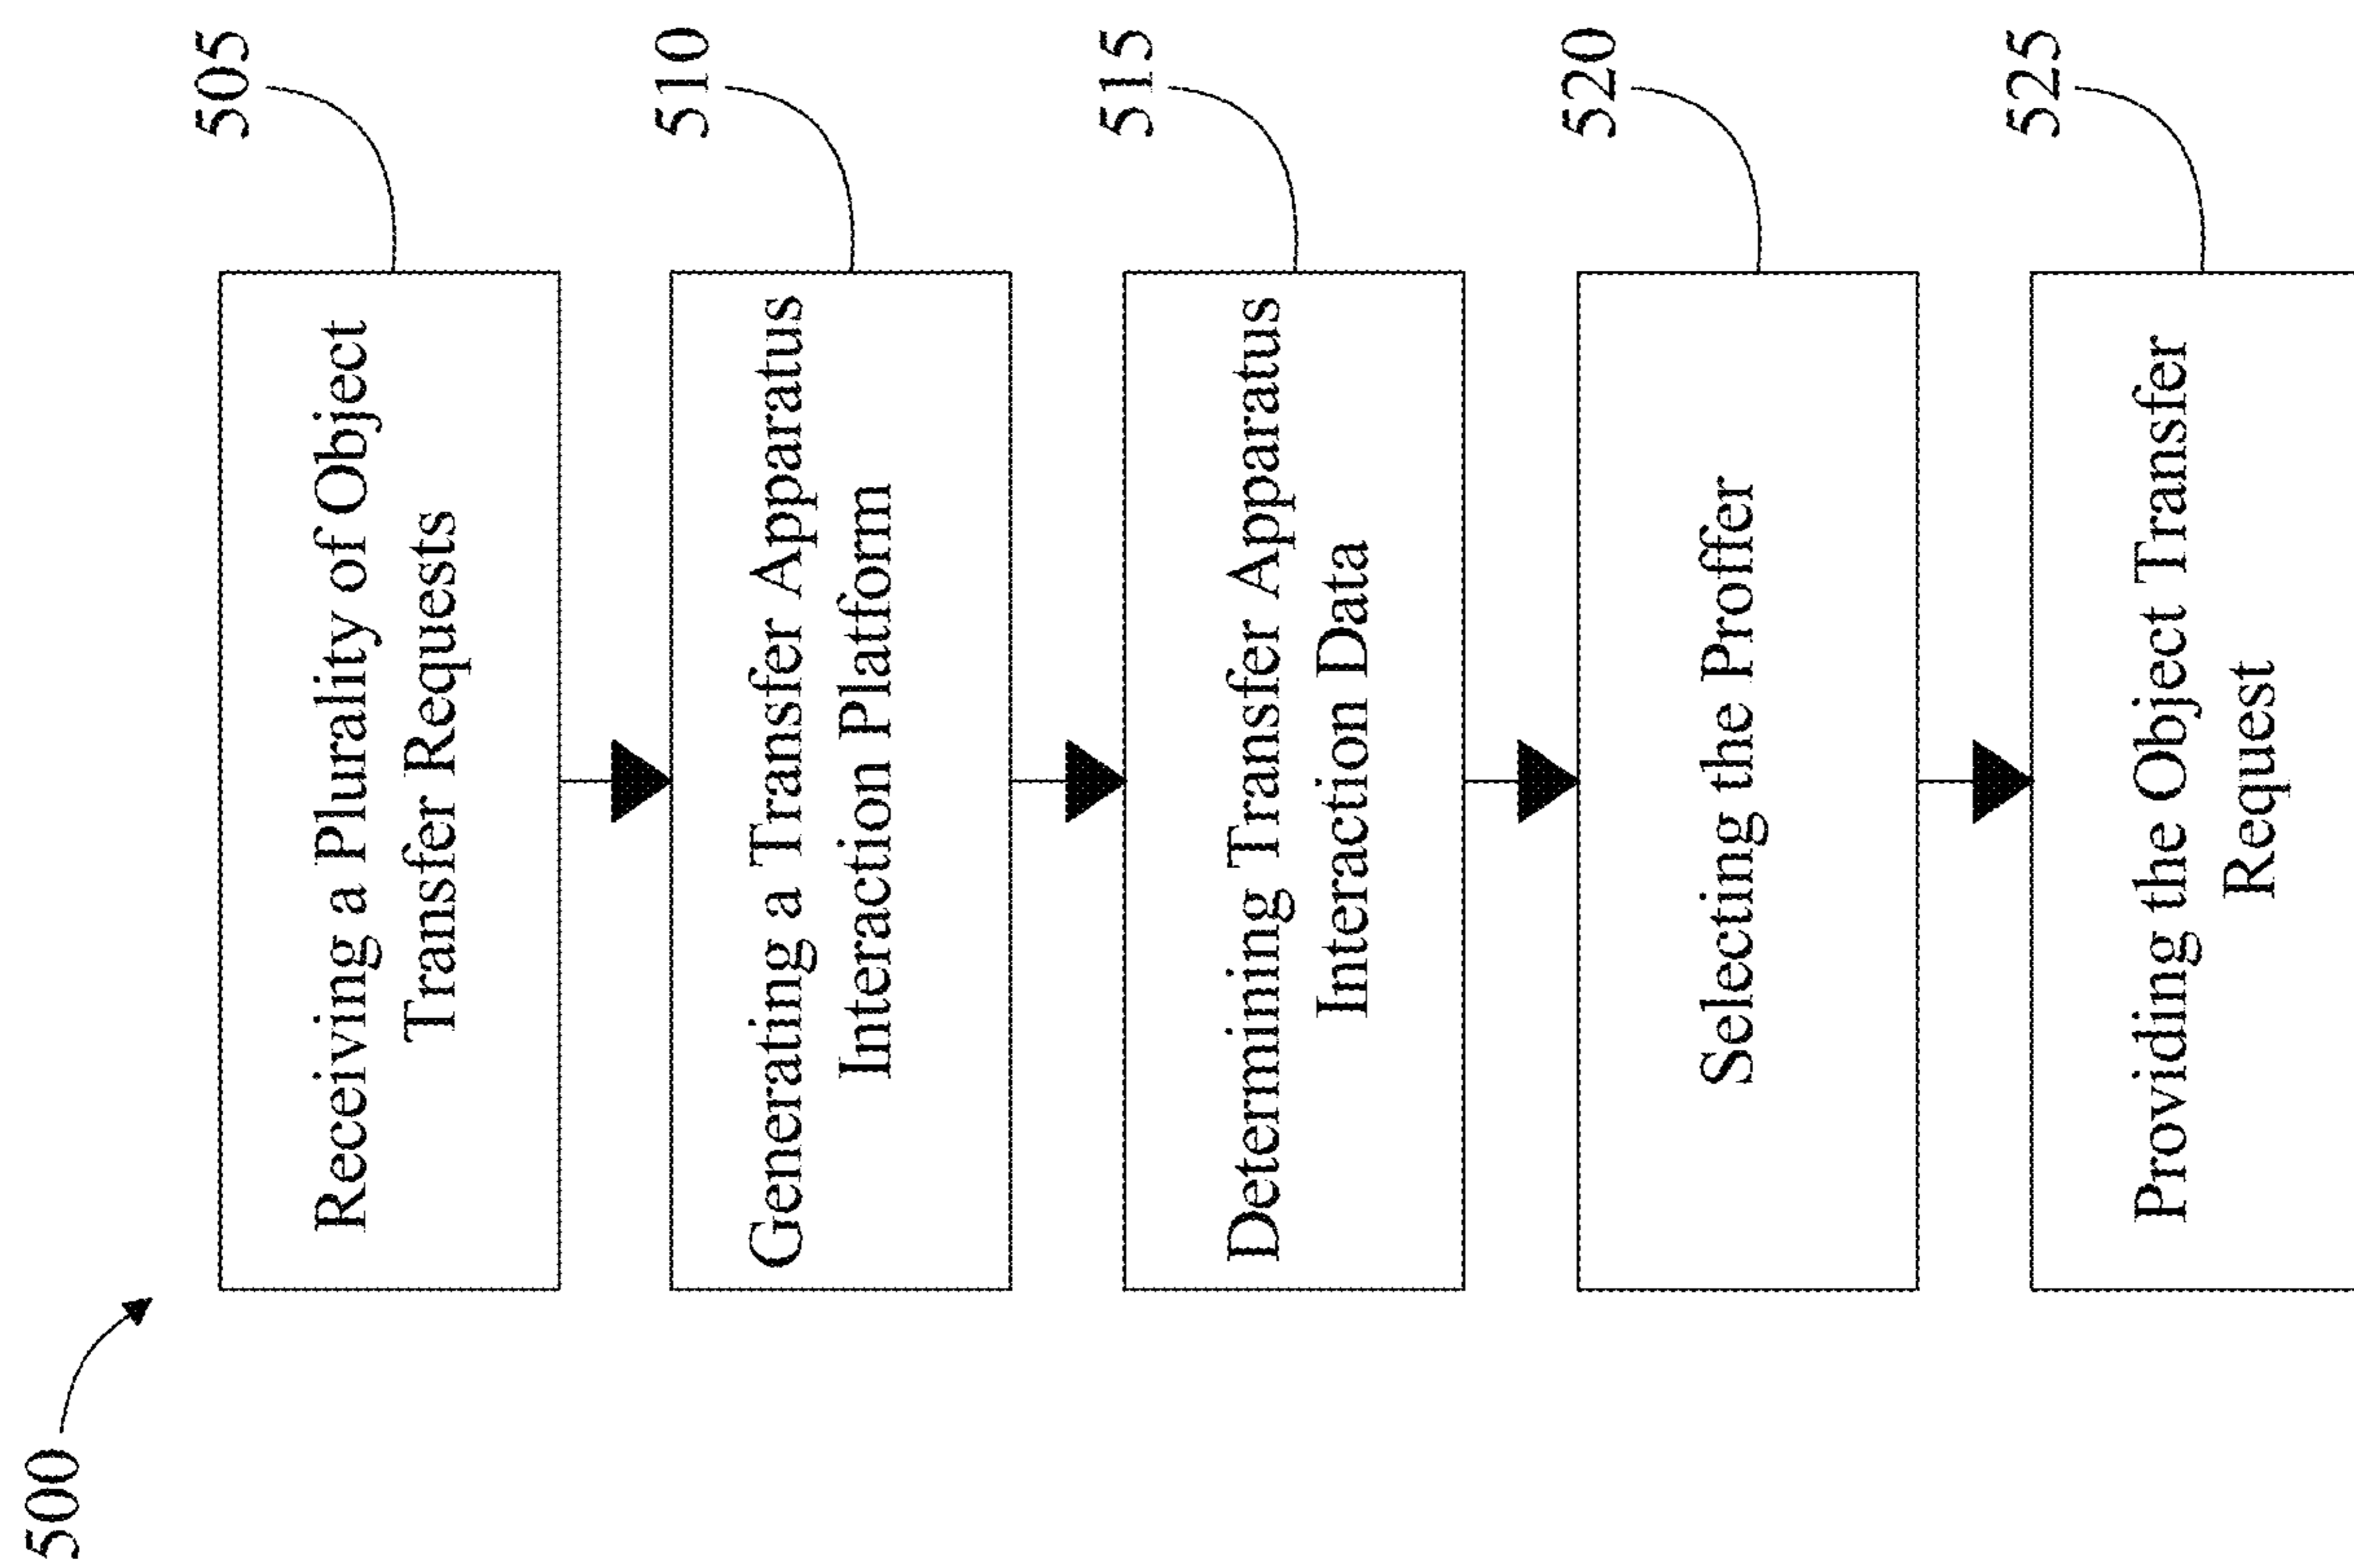 500
505
Receiving a Plurality of Object
Transfer Requests
510
Generating a Transfer Apparatus
Interaction Platform
515
Determining Transfer Apparatus
Interaction Data
520
Selecting the Proffer
525
Providing the Object Transfer
Request